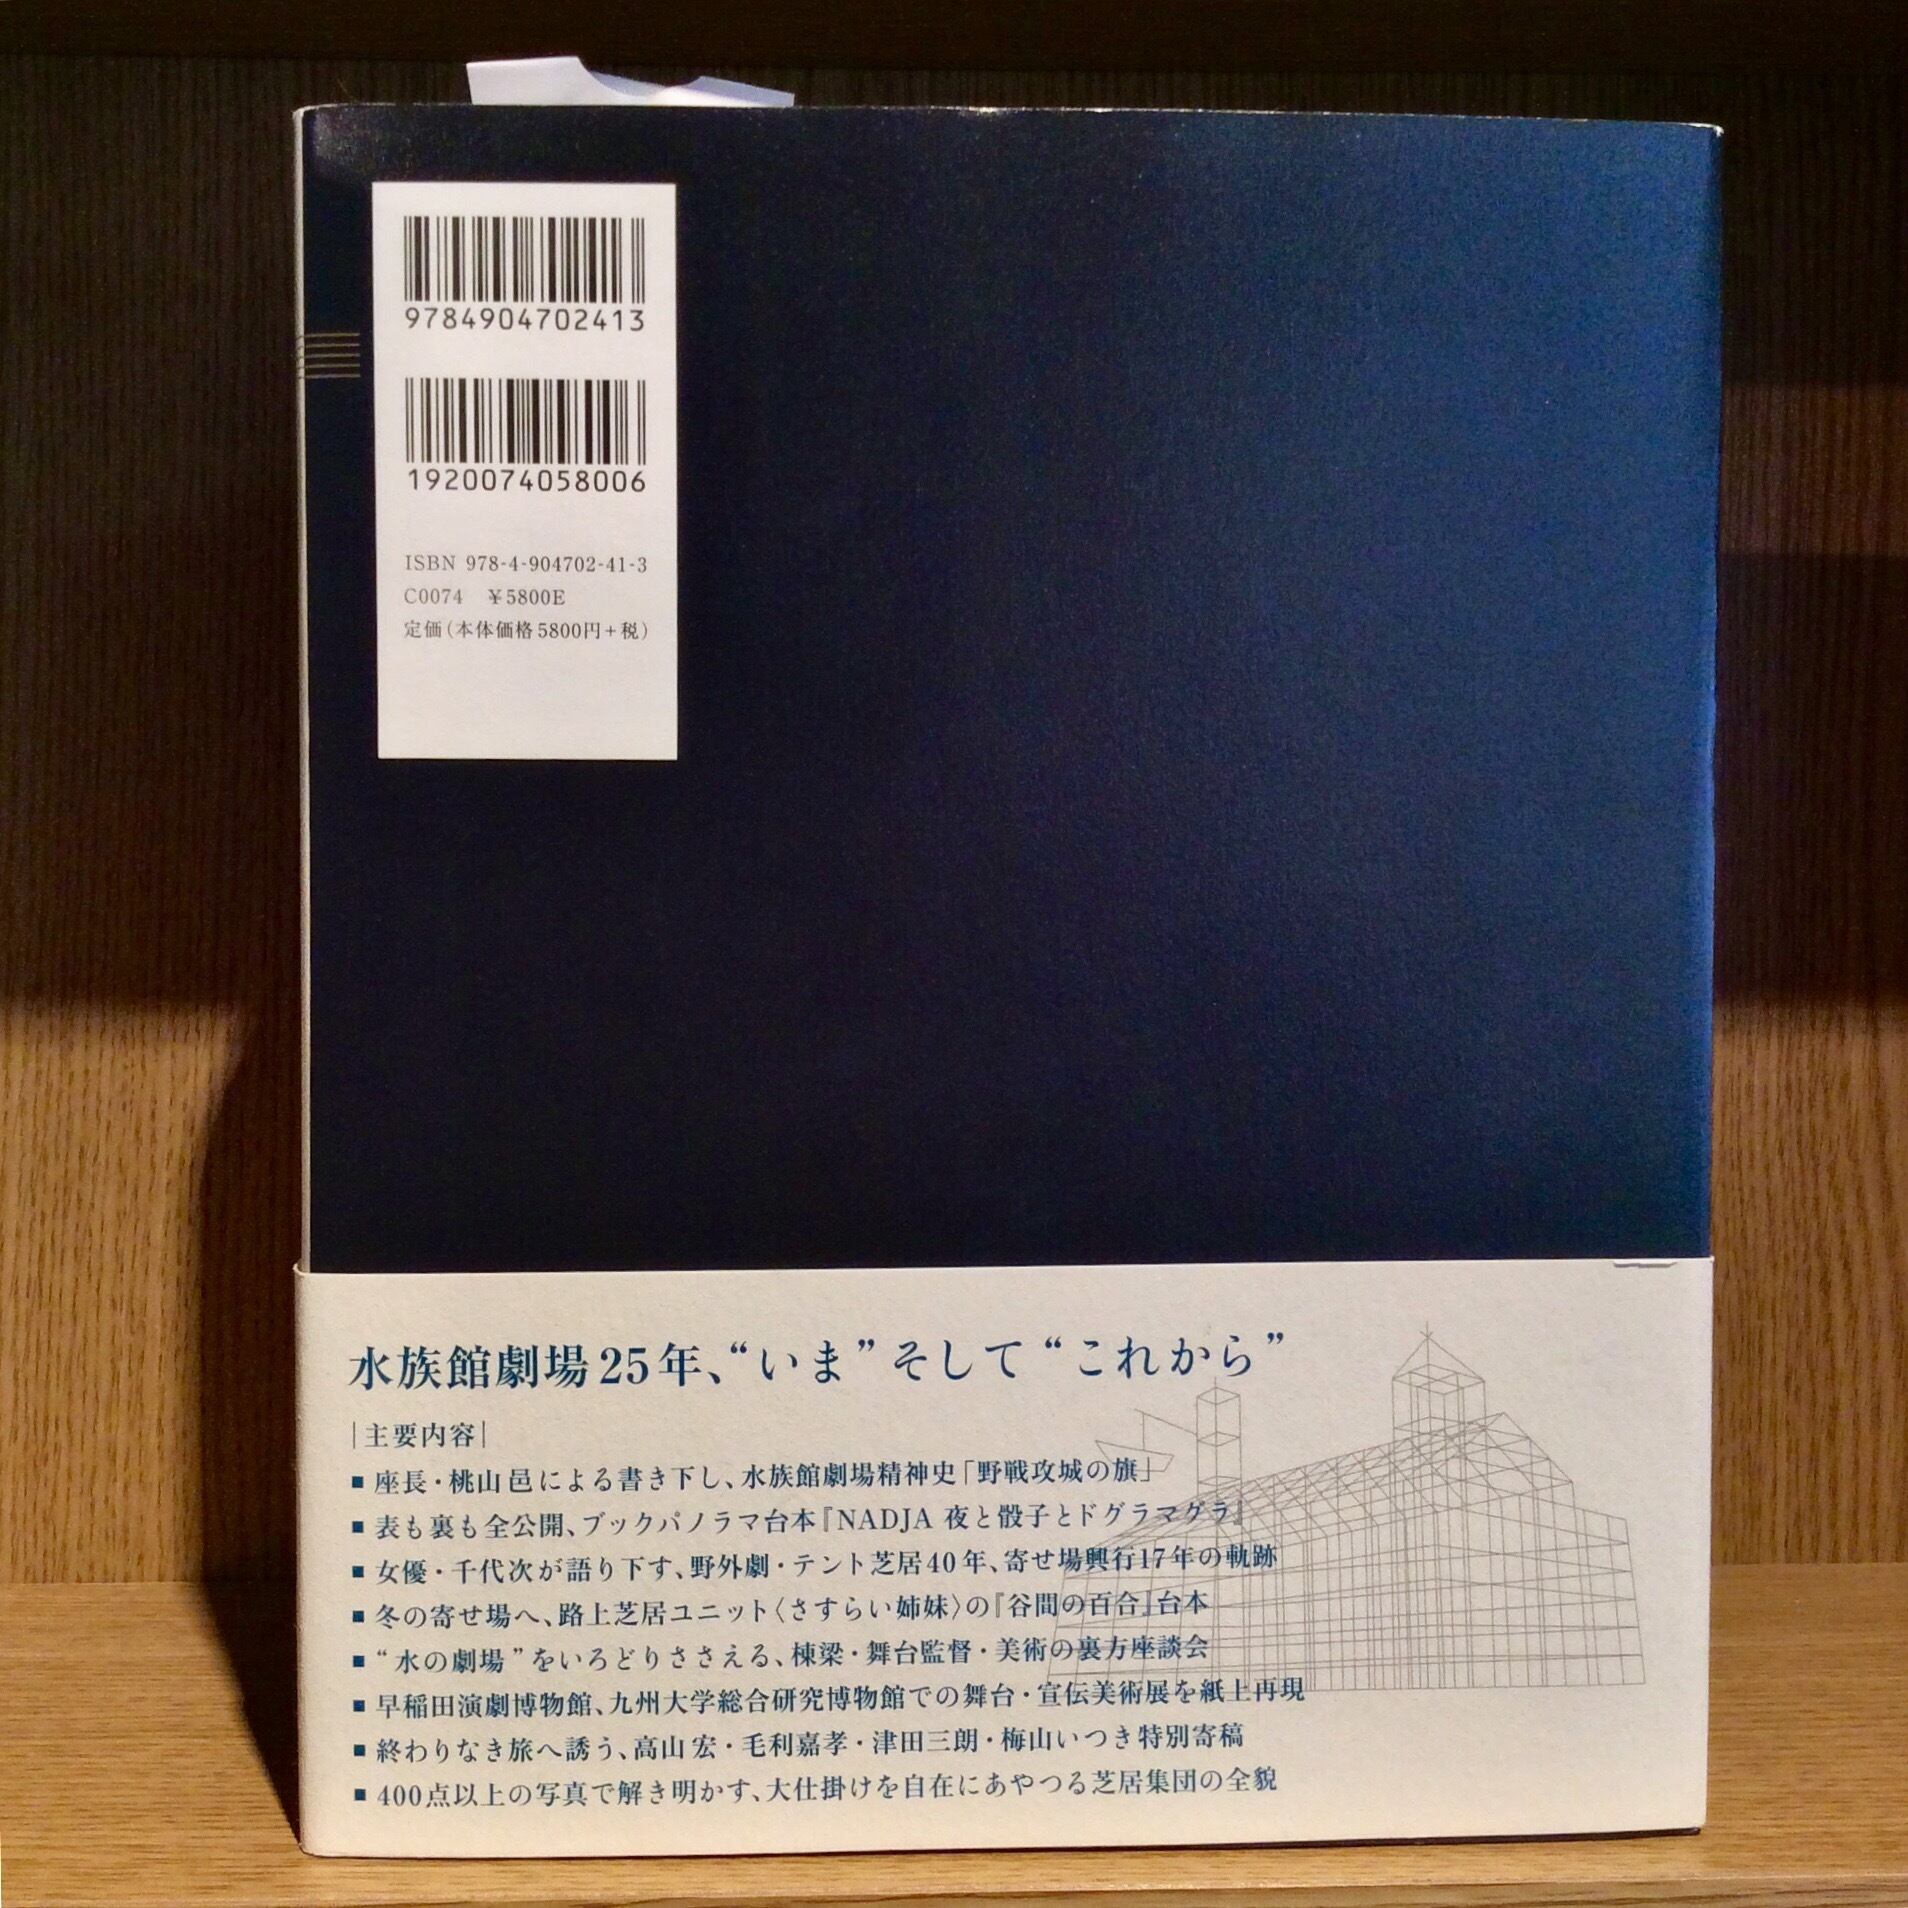 9784904702413
1920074058006
ISBN 978-4-904702-41-3
C0074　¥5800E
定価(本体価格5800円+税)
水族館劇場25年、“いま”そして“これから”
|主要内容|
■ 座長・桃山邑による書き下し、水族館劇場精神史「野戦攻城の旗」
■ 表も裏も全公開、ブックパノラマ台本『NADJA 夜と骰子とドグラマグラ』
■ 女優・千代次が語り下す、野外劇・テント芝居40年、寄せ場興行17年の軌跡
■ 冬の寄せ場へ、路上芝居ユニット〈さすらい姉妹〉の『谷間の百合』台本
■ “水の劇場”をいろどりささえる、棟梁・舞台監督・美術の裏方座談会
■ 早稲田演劇博物館、九州大学総合研究博物館での舞台・宣伝美術展を紙上再現
■ 終わりなき旅へ誘う、高山宏・毛利嘉孝・津田三朗・梅山いつき特別寄稿
■ 400点以上の写真で解き明かす、大仕掛けを自在にあやつる芝居集団の全貌